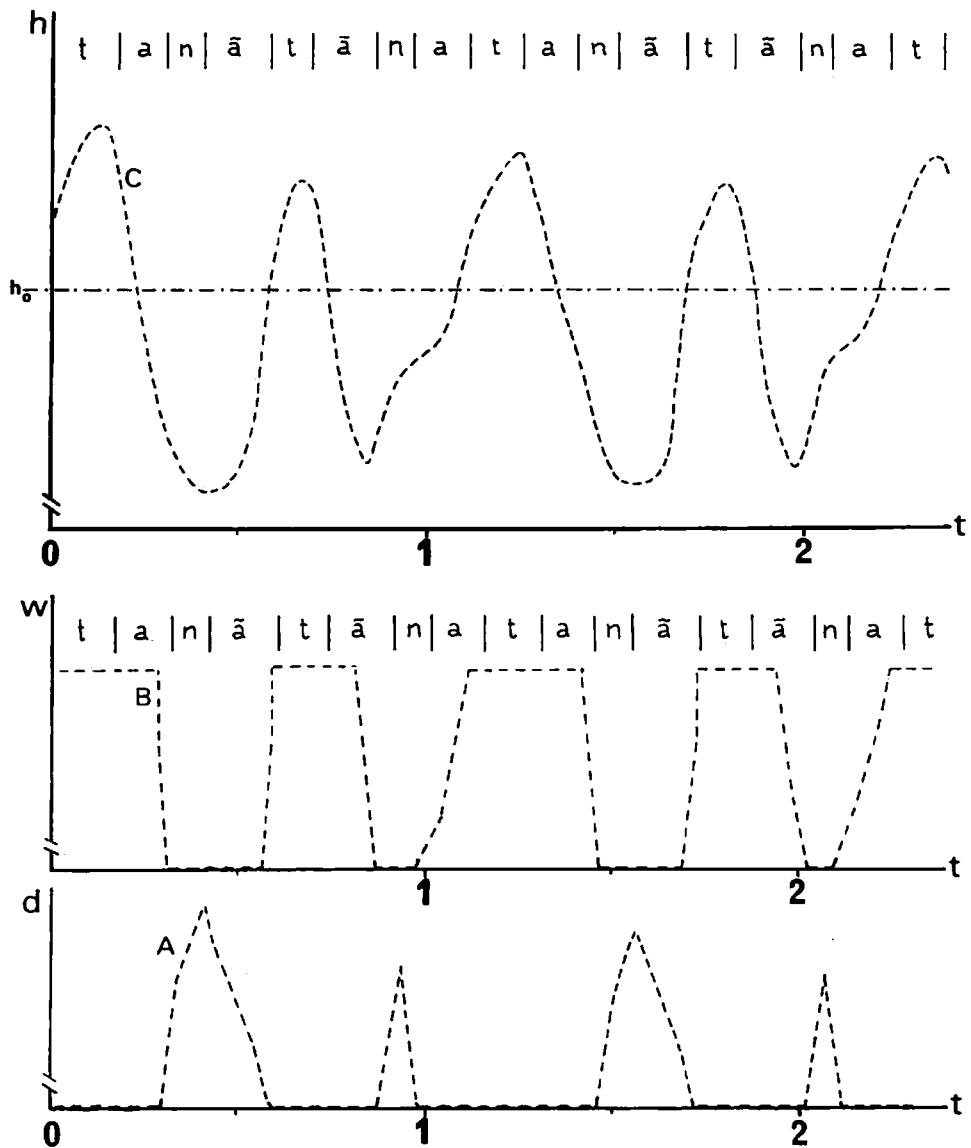 h
t | a | n | ã | t | ã | n | a | t | a | n | ã | t | ã | n | a | t |
C
h₀
t
0 1 2
w
t | a | n | ã | t | ã | n | a | t | a | n | ã | t | ã | n | a | t
B
t
1 2
d
A
t
0 1 2